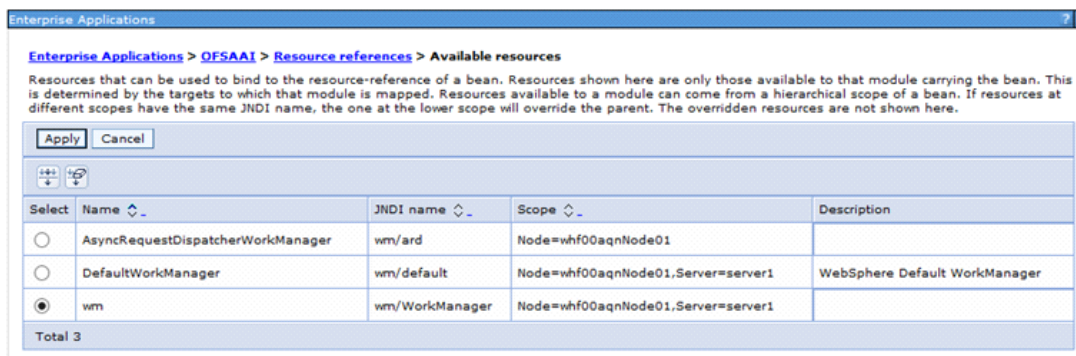 Enterprise Applications ?
Enterprise Applications > OFSAAI > Resource references > Available resources
Resources that can be used to bind to the resource-reference of a bean. Resources shown here are only those available to that module carrying the bean. This
is determined by the targets to which that module is mapped. Resources available to a module can come from a hierarchical scope of a bean. If resources at
different scopes have the same JNDI name, the one at the lower scope will override the parent. The overridden resources are not shown here.
Apply Cancel
Select Name JNDI name Scope Description
AsyncRequestDispatcherWorkManager wm/ard Node=whf00aqnNode01
DefaultWorkManager wm/default Node=whf00aqnNode01,Server=server1 WebSphere Default WorkManager
wm wm/WorkManager Node=whf00aqnNode01,Server=server1
Total 3